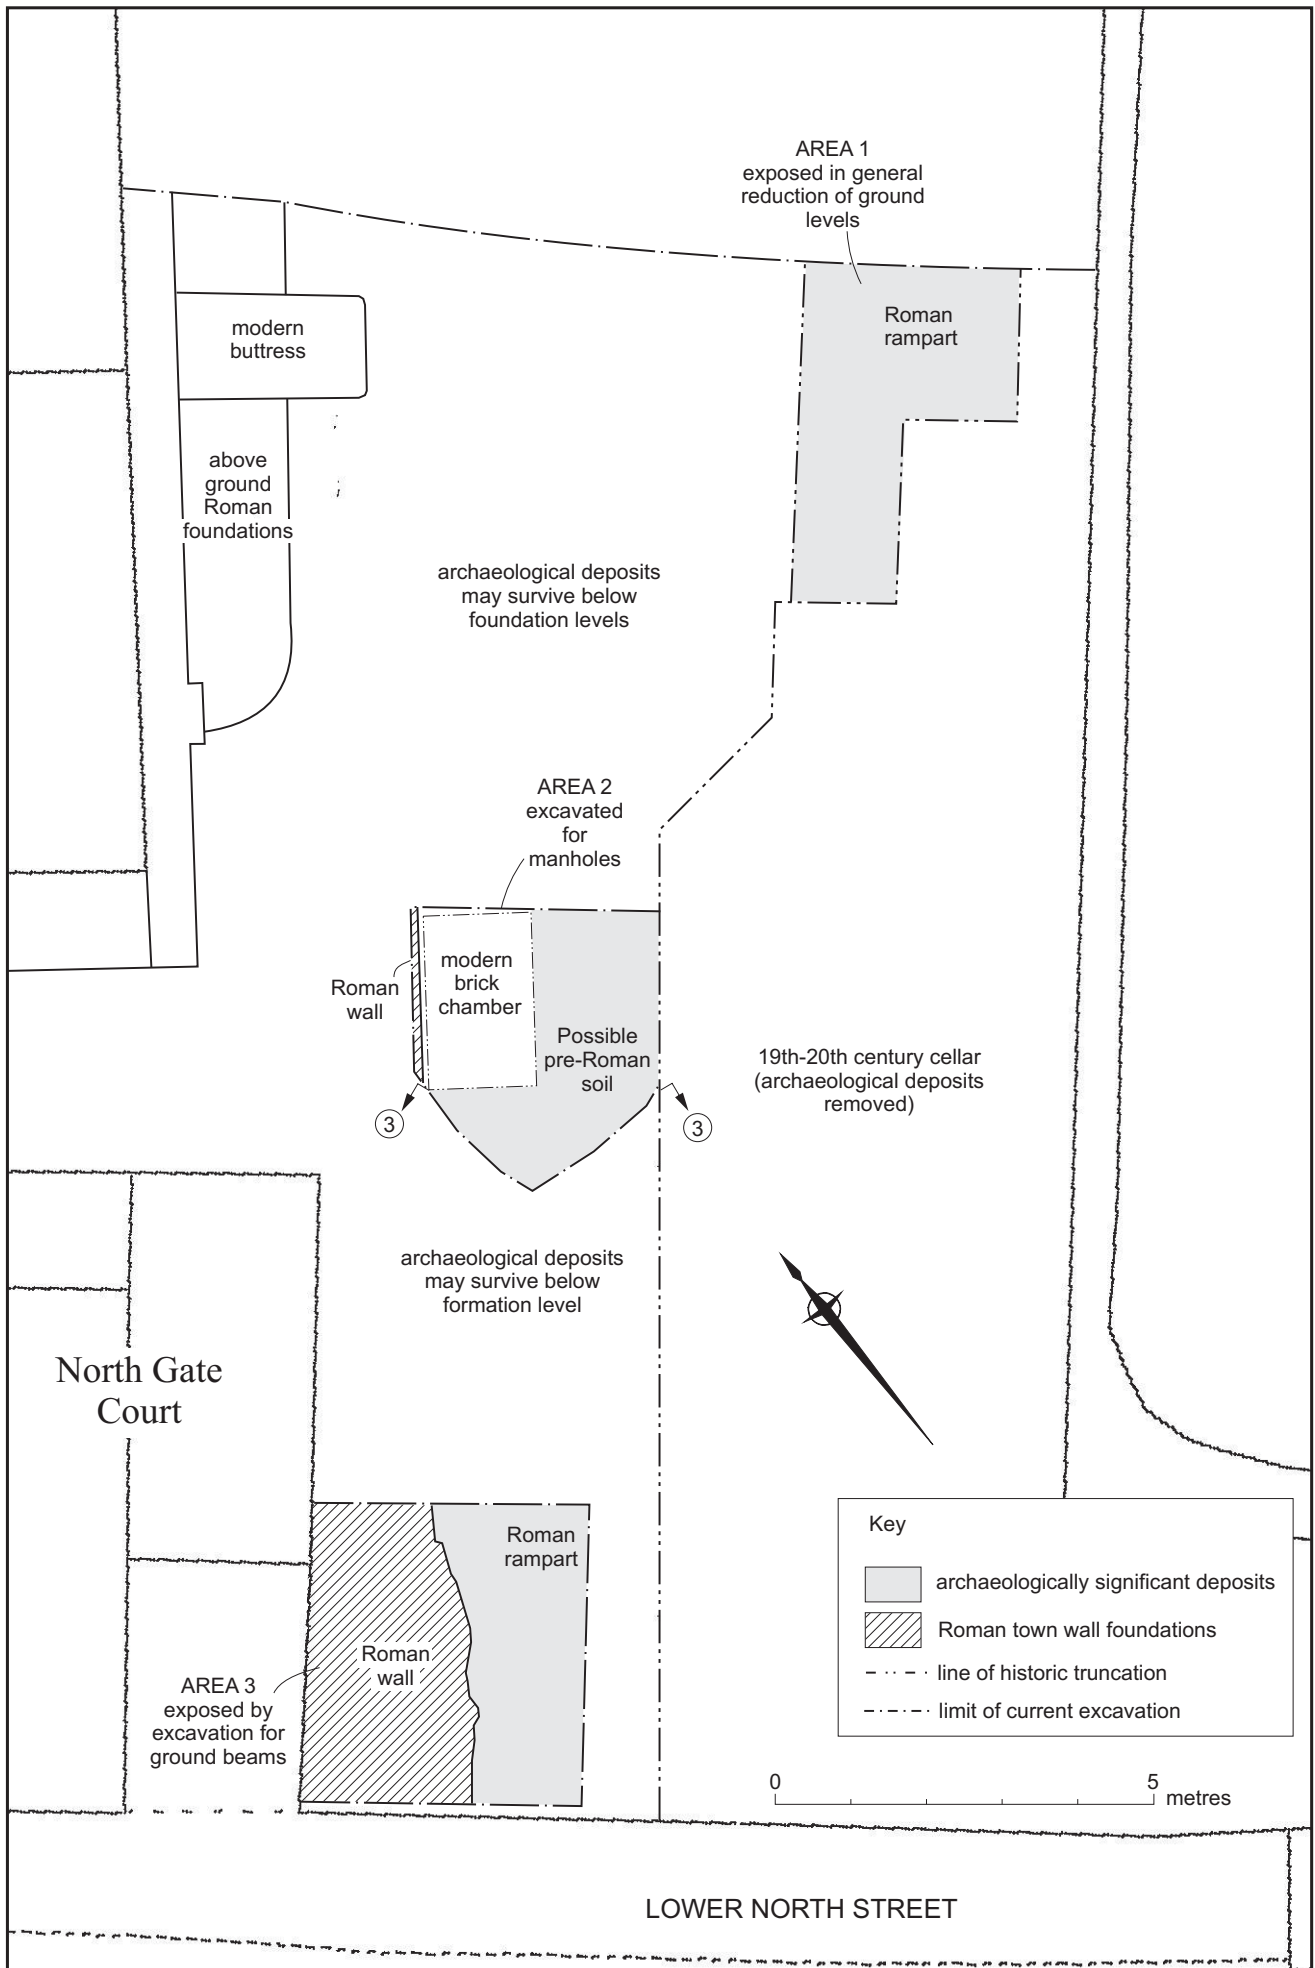 AREA 1
exposed in general
reduction of ground
levels
Roman
rampart
modern
buttress
above
ground
Roman
foundations
archaeological deposits
may survive below
foundation levels
AREA 2
excavated
for
manholes
Roman
wall
modern
brick
chamber
Possible
pre-Roman
soil
19th-20th century cellar
(archaeological deposits
removed)
3
3
archaeological deposits
may survive below
formation level
North Gate
Court
Roman
rampart
Roman
wall
AREA 3
exposed by
excavation for
ground beams
Key
archaeologically significant deposits
Roman town wall foundations
line of historic truncation
limit of current excavation
0
5
metres
LOWER NORTH STREET